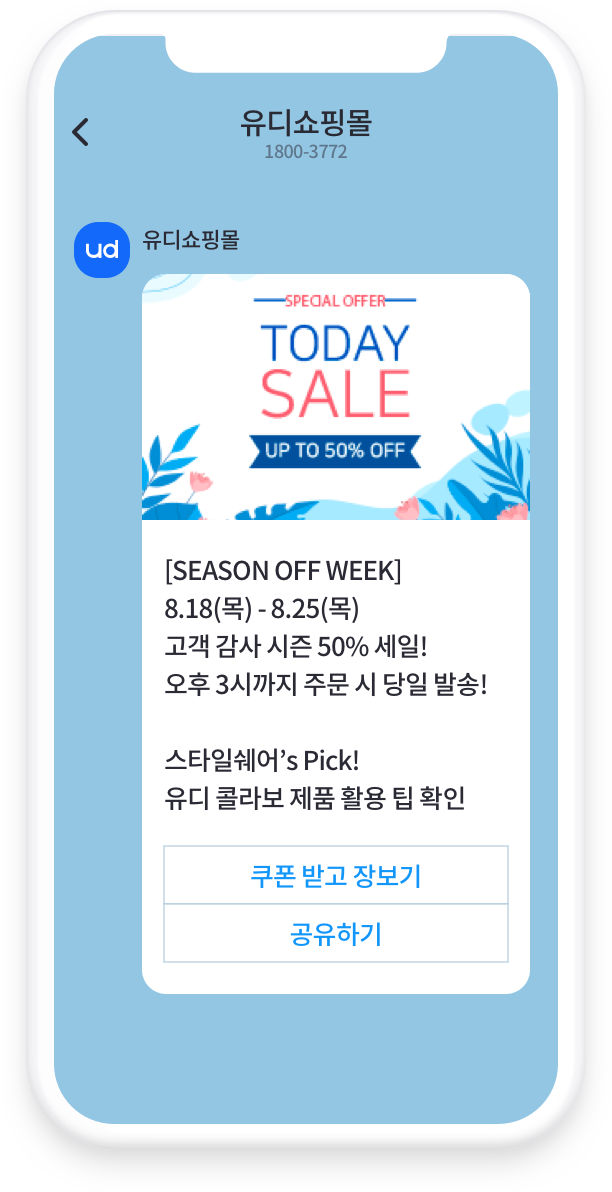 유디쇼핑몰
1800-3772
ud
유디쇼핑몰
SPECIAL OFFER
TODAY
SALE
UP TO 50% OFF
[SEASON OFF WEEK]
8.18(목) - 8.25(목)
고객 감사 시즌 50% 세일!
오후 3시까지 주문 시 당일 발송!
스타일쉐어’s Pick!
유디 콜라보 제품 활용 팁 확인
쿠폰 받고 장보기
공유하기